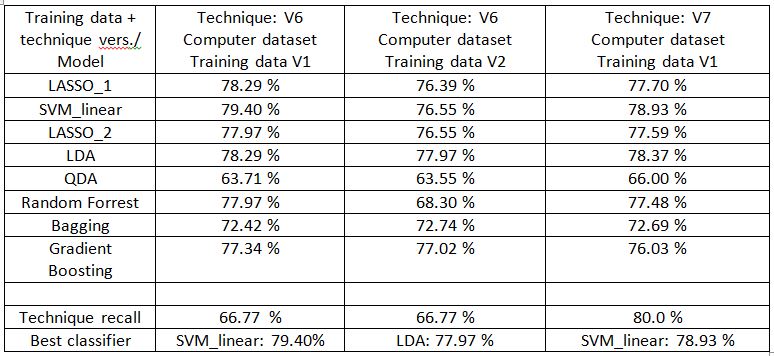 Training data + technique vers./ Model Technique: V6 Computer dataset Training data V1 Technique: V6 Computer dataset Training data V2 Technique: V7 Computer dataset Training data V1
LASSO_1 78.29 % 76.39 % 77.70 %
SVM_linear 79.40 % 76.55 % 78.93 %
LASSO_2 77.97 % 76.55 % 77.59 %
LDA 78.29 % 77.97 % 78.37 %
QDA 63.71 % 63.55 % 66.00 %
Random Forrest 77.97 % 68.30 % 77.48 %
Bagging 72.42 % 72.74 % 72.69 %
Gradient Boosting 77.34 % 77.02 % 76.03 %
Technique recall 66.77 % 66.77 % 80.0 %
Best classifier SVM_linear: 79.40% LDA: 77.97 % SVM_linear: 78.93 %